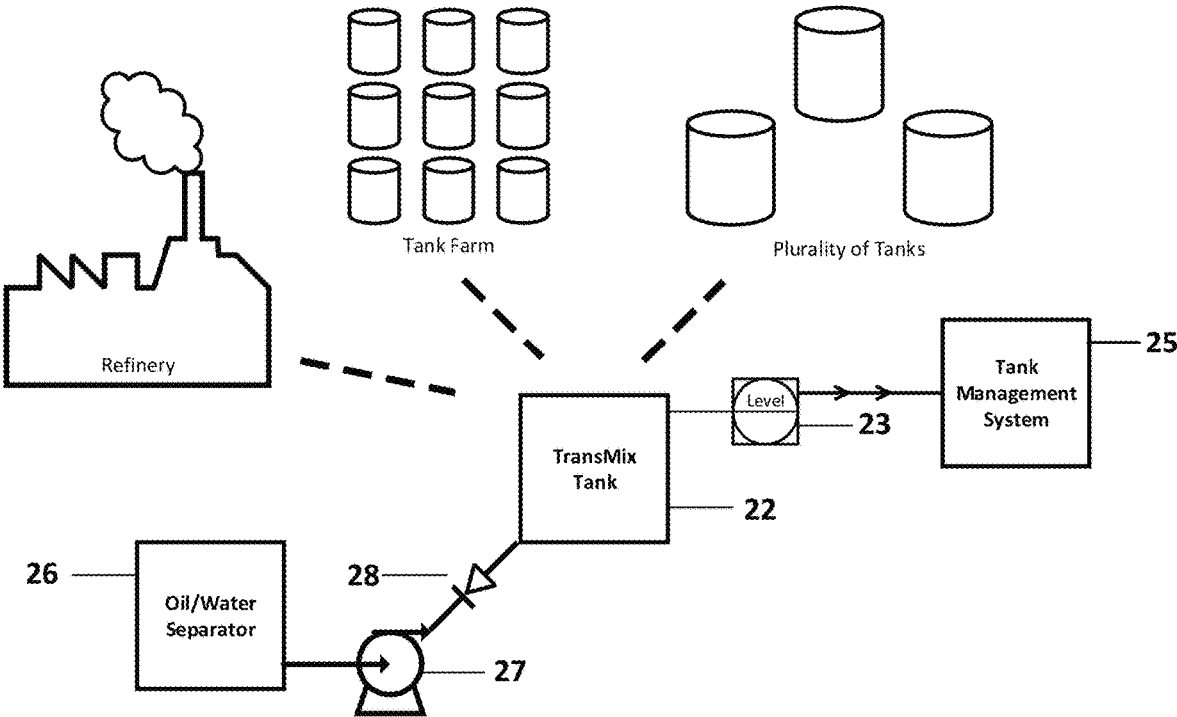 Tank Farm
Plurality of Tanks
Refinery
Level
Tank
Management
System
25
23
TransMix
Tank
22
26
Oil/Water
Separator
28
27